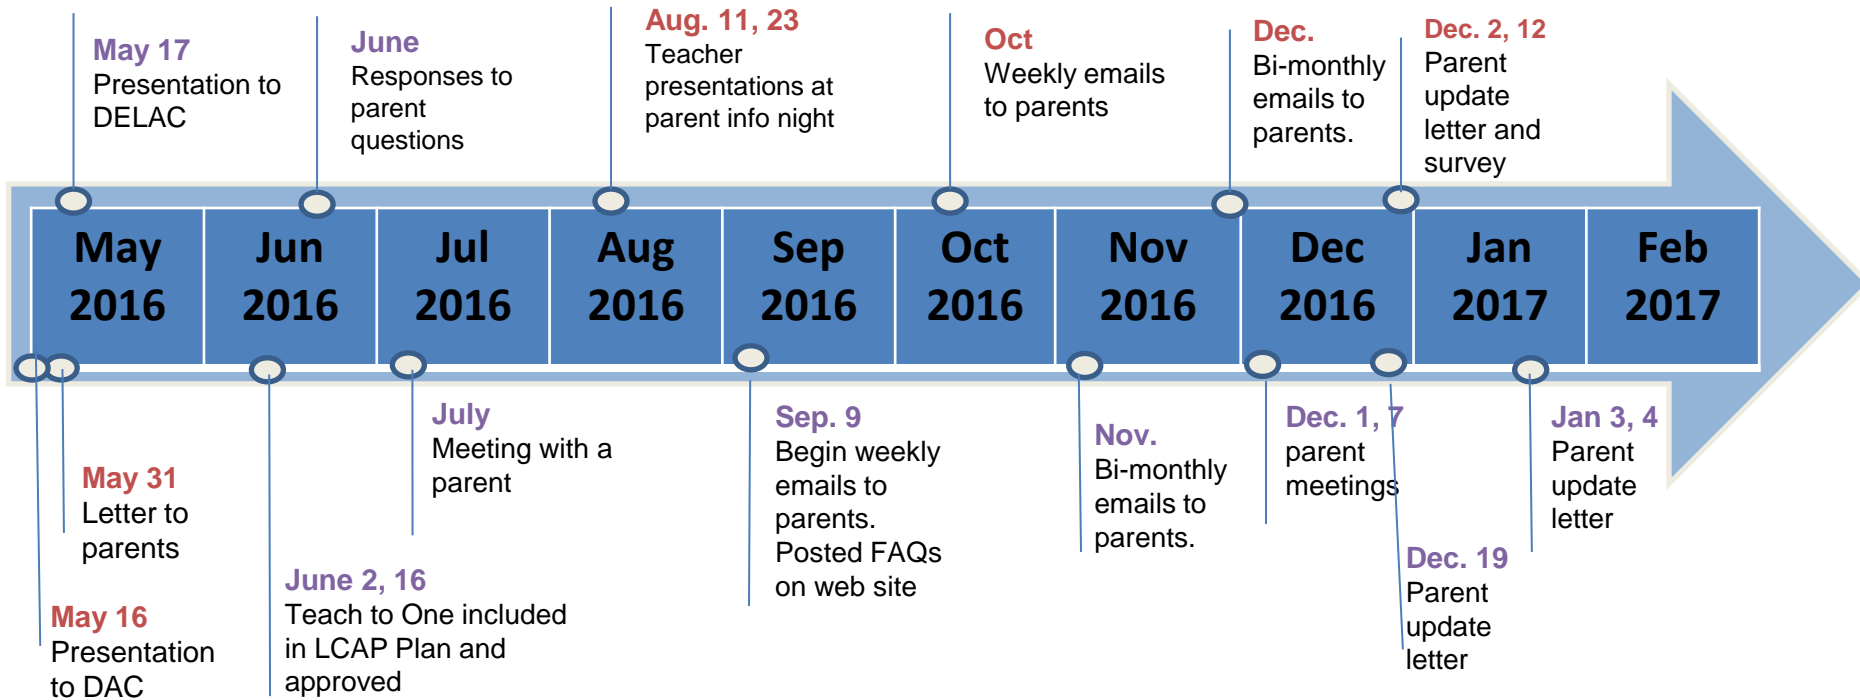 May 17
Presentation to
DELAC
June
Responses to
parent
questions
Aug. 11, 23
Teacher
presentations at
parent info night
Oct
Weekly emails
to parents
Dec.
Bi-monthly
emails to
parents.
Dec. 2, 12
Parent
update
letter and
survey
May
2016
Jun
2016
Jul
2016
Aug
2016
Sep
2016
Oct
2016
Nov
2016
Dec
2016
Jan
2017
Feb
2017
May 16
Presentation
to DAC
May 31
Letter to
parents
June 2, 16
Teach to One included
in LCAP Plan and
approved
July
Meeting with a
parent
Sep. 9
Begin weekly
emails to
parents.
Posted FAQs
on web site
Nov.
Bi-monthly
emails to
parents.
Dec. 1, 7
parent
meetings
Dec. 19
Parent
update
letter
Jan 3, 4
Parent
update
letter